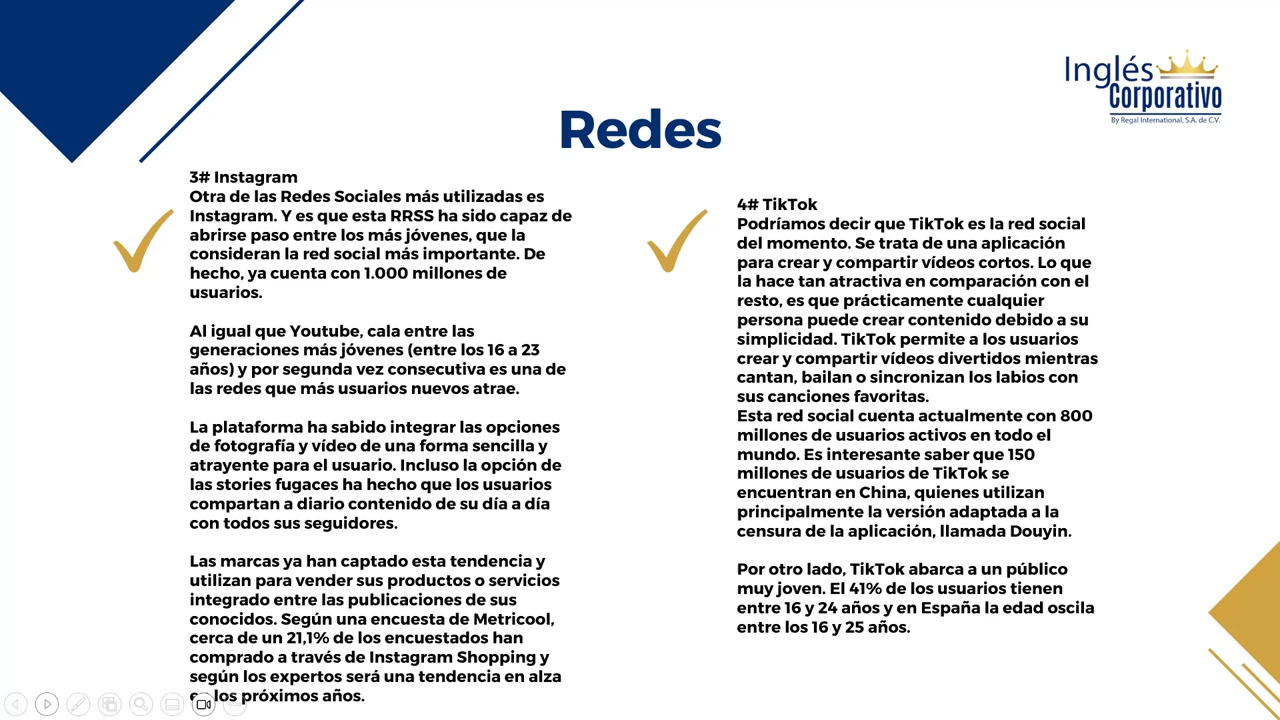 Inglés
Corporativo
By Regal International, S.A. de C.V.
Redes
3# Instagram
Otra de las Redes Sociales más utilizadas es
Instagram. Y es que esta RRSS ha sido capaz de
abrirse paso entre los más jóvenes, que la
consideran la red social más importante. De
hecho, ya cuenta con 1.000 millones de
usuarios.
Al igual que Youtube, cala entre las
generaciones más jóvenes (entre los 16 a 23
años) y por segunda vez consecutiva es una de
las redes que más usuarios nuevos atrae.
La plataforma ha sabido integrar las opciones
de fotografía y vídeo de una forma sencilla y
atrayente para el usuario. Incluso la opción de
las stories fugaces ha hecho que los usuarios
compartan a diario contenido de su día a día
con todos sus seguidores.
Las marcas ya han captado esta tendencia y
utilizan para vender sus productos o servicios
integrado entre las publicaciones de sus
conocidos. Según una encuesta de Metricool,
cerca de un 21,1% de los encuestados han
comprado a través de Instagram Shopping y
según los expertos será una tendencia en alza
los próximos años.
4# TikTok
Podríamos decir que TikTok es la red social
del momento. Se trata de una aplicación
para crear y compartir vídeos cortos. Lo que
la hace tan atractiva en comparación con el
resto, es que prácticamente cualquier
persona puede crear contenido debido a su
simplicidad. TikTok permite a los usuarios
crear y compartir vídeos divertidos mientras
cantan, bailan o sincronizan los labios con
sus canciones favoritas.
Esta red social cuenta actualmente con 800
millones de usuarios activos en todo el
mundo. Es interesante saber que 150
millones de usuarios de TikTok se
encuentran en China, quienes utilizan
principalmente la versión adaptada a la
censura de la aplicación, llamada Douyin.
Por otro lado, TikTok abarca a un público
muy joven. El 41% de los usuarios tienen
entre 16 y 24 años y en España la edad oscila
entre los 16 y 25 años.